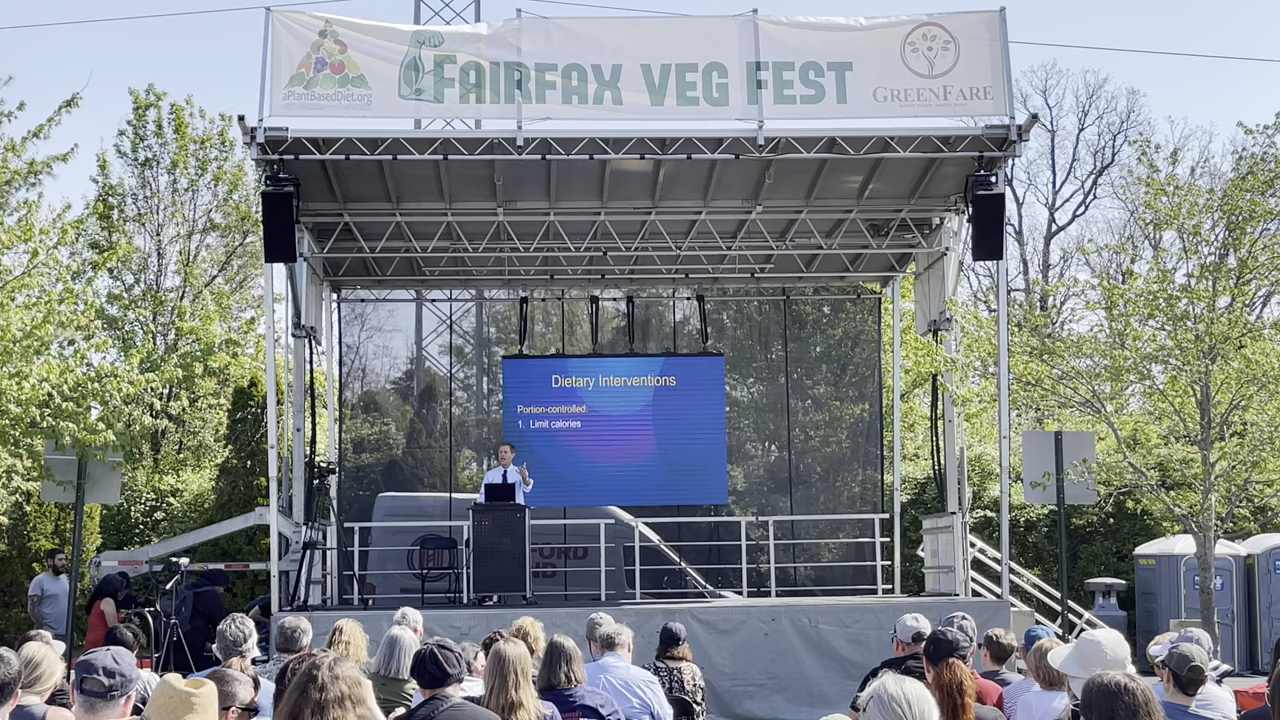 aPlantBasedDiet.org
FAIRFAX VEG FEST
GREENFARE
Dietary Interventions
Portion-controlled
1. Limit calories